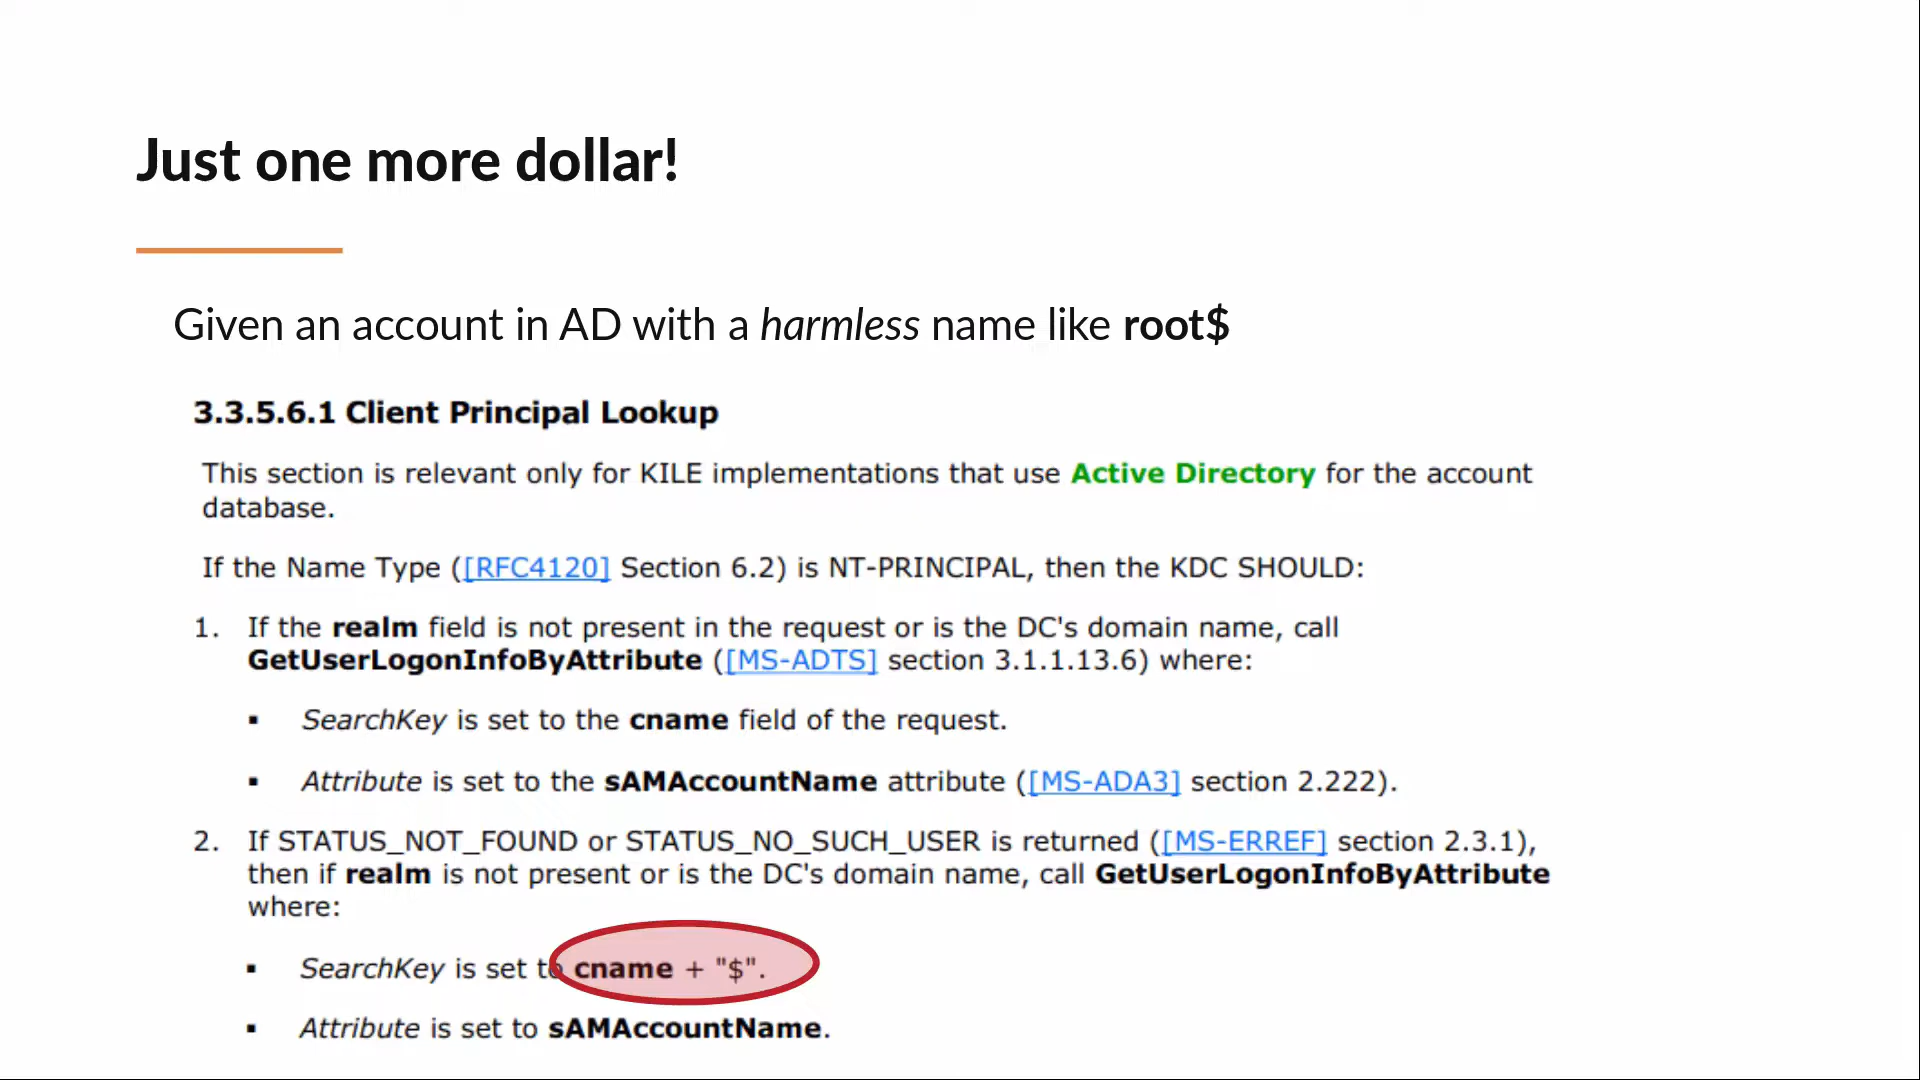 Just one more dollar!
Given an account in AD with a harmless name like root$
3.3.5.6.1 Client Principal Lookup
This section is relevant only for KILE implementations that use Active Directory for the account
database.
If the Name Type ([RFC4120] Section 6.2) is NT-PRINCIPAL, then the KDC SHOULD:
1. If the realm field is not present in the request or is the DC's domain name, call
GetUserLogonInfoByAttribute ([MS-ADTS] section 3.1.1.13.6) where:
▪ SearchKey is set to the cname field of the request.
▪ Attribute is set to the sAMAccountName attribute ([MS-ADA3] section 2.222).
2. If STATUS_NOT_FOUND or STATUS_NO_SUCH_USER is returned ([MS-ERREF] section 2.3.1),
then if realm is not present or is the DC's domain name, call GetUserLogonInfoByAttribute
where:
▪ SearchKey is set to cname + "$".
▪ Attribute is set to sAMAccountName.